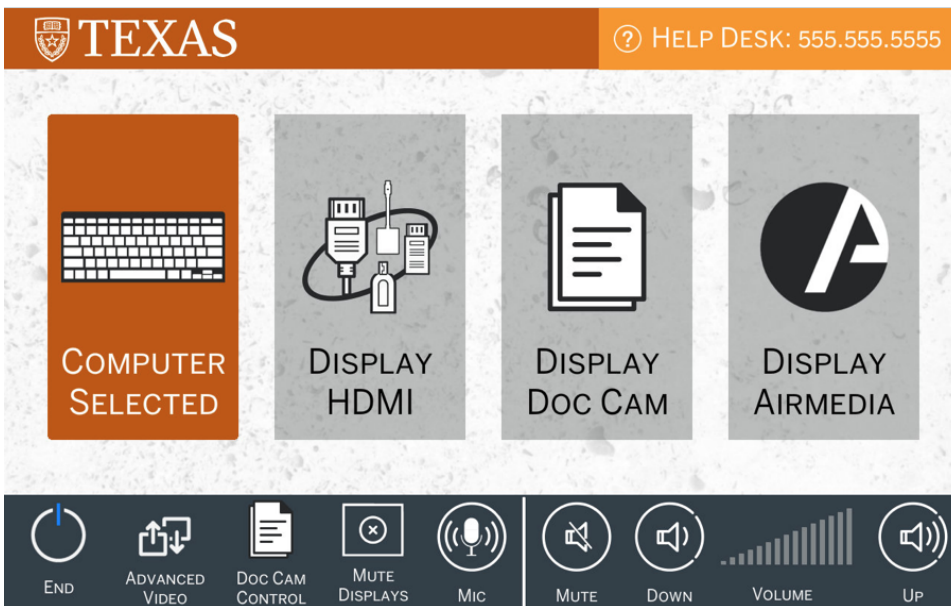 TEXAS
? HELP DESK: 555.555.5555
COMPUTER
SELECTED
DISPLAY
HDMI
DISPLAY
DOC CAM
DISPLAY
AIRMEDIA
END
ADVANCED
VIDEO
DOC CAM
CONTROL
MUTE
DISPLAYS
MIC
MUTE
DOWN
VOLUME
UP